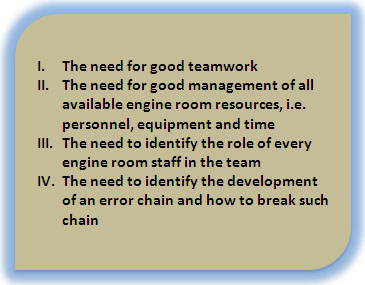 I. The need for good teamwork
II. The need for good management of all
available engine room resources, i.e.
personnel, equipment and time
III. The need to identify the role of every
engine room staff in the team
IV. The need to identify the development
of an error chain and how to break such
chain